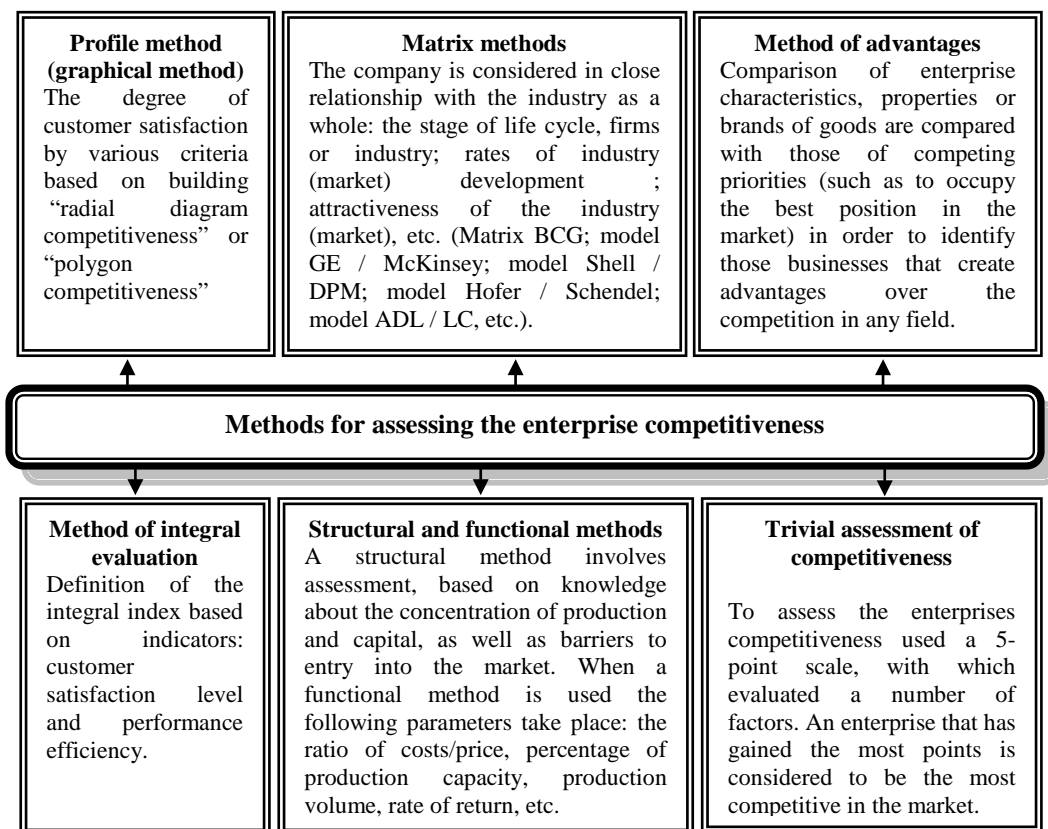 Profile method
(graphical method)
The degree of
customer satisfaction
by various criteria
based on building
“radial diagram
competitiveness” or
“polygon
competitiveness”
Matrix methods
The company is considered in close
relationship with the industry as a
whole: the stage of life cycle, firms
or industry; rates of industry
(market) development ;
attractiveness of the industry
(market), etc. (Matrix BCG; model
GE / McKinsey; model Shell /
DPM; model Hofer / Schendel;
model ADL / LC, etc.).
Method of advantages
Comparison of enterprise
characteristics, properties or
brands of goods are compared
with those of competing
priorities (such as to occupy
the best position in the
market) in order to identify
those businesses that create
advantages over the
competition in any field.
Methods for assessing the enterprise competitiveness
Method of integral
evaluation
Definition of the
integral index based
on indicators:
customer
satisfaction level
and performance
efficiency.
Structural and functional methods
A structural method involves
assessment, based on knowledge
about the concentration of production
and capital, as well as barriers to
entry into the market. When a
functional method is used the
following parameters take place: the
ratio of costs/price, percentage of
production capacity, production
volume, rate of return, etc.
Trivial assessment of
competitiveness
To assess the enterprises
competitiveness used a 5-
point scale, with which
evaluated a number of
factors. An enterprise that has
gained the most points is
considered to be the most
competitive in the market.